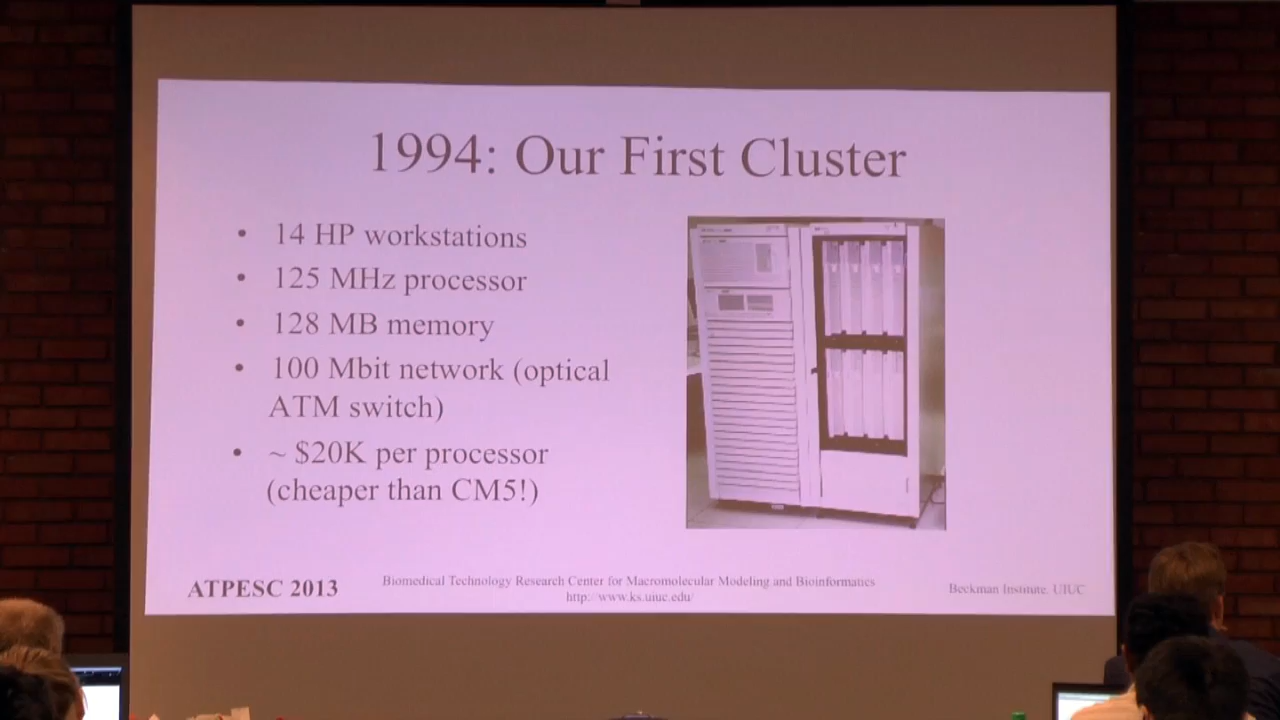 1994: Our First Cluster
• 14 HP workstations
• 125 MHz processor
• 128 MB memory
• 100 Mbit network (optical
ATM switch)
• ~ $20K per processor
(cheaper than CM5!)
ATPESC 2013
Biomedical Technology Research Center for Macromolecular Modeling and Bioinformatics
http://www.ks.uiuc.edu/
Beckman Institute, UIUC